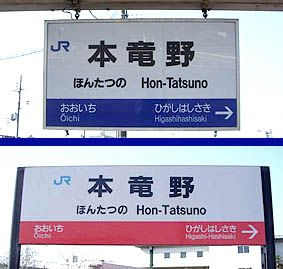 JR 本竜野
ほんたつの Hon-Tatsuno
おおいち ひがしはしさき
Ōichi Higashihashisaki →
JR 本竜野
ほんたつの Hon-Tatsuno
おおいち ひがしはしさき
Ōichi Higashi-Hashisaki →